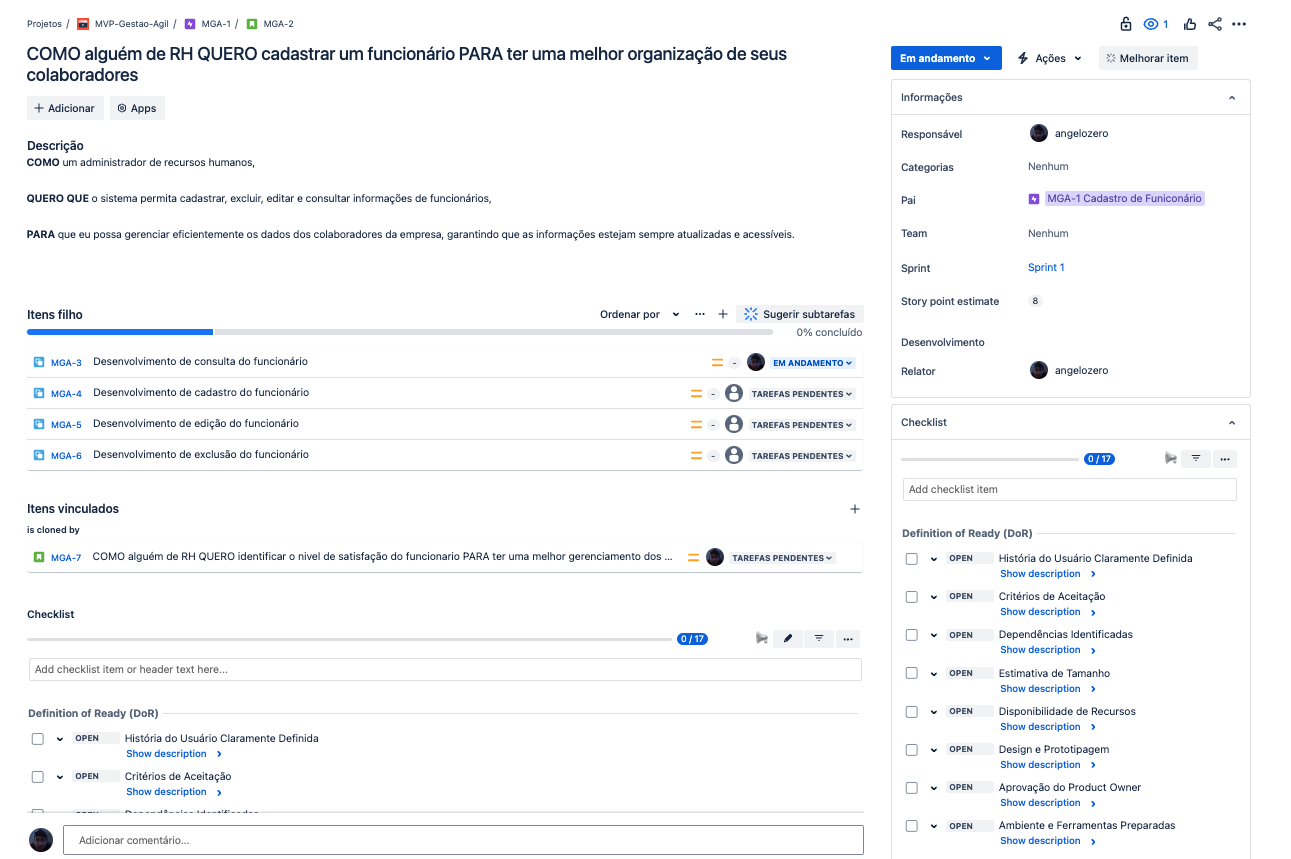 Projetos / MVP-Gestao-Agil / MGA-1 / MGA-2
1
COMO alguém de RH QUERO cadastrar um funcionário PARA ter uma melhor organização de seus
colaboradores
Adicionar
Apps
Descrição
COMO um administrador de recursos humanos,
QUERO QUE o sistema permita cadastrar, excluir, editar e consultar informações de funcionários,
PARA que eu possa gerenciar eficientemente os dados dos colaboradores da empresa, garantindo que as informações estejam sempre atualizadas e acessíveis.
Itens filho
Ordenar por
Sugerir subtarefas
0% concluído
MGA-3 Desenvolvimento de consulta do funcionário - EM ANDAMENTO
MGA-4 Desenvolvimento de cadastro do funcionário - TAREFAS PENDENTES
MGA-5 Desenvolvimento de edição do funcionário - TAREFAS PENDENTES
MGA-6 Desenvolvimento de exclusão do funcionário - TAREFAS PENDENTES
Itens vinculados
is cloned by
MGA-7 COMO alguém de RH QUERO identificar o nivel de satisfação do funcionario PARA ter uma melhor gerenciamento dos ... TAREFAS PENDENTES
Checklist
0 / 17
Add checklist item or header text here...
Definition of Ready (DoR)
OPEN História do Usuário Claramente Definida
Show description
OPEN Critérios de Aceitação
Show description
Adicionar comentário...
Em andamento
Ações
Melhorar item
Informações
Responsável angelozero
Categorias Nenhum
Pai MGA-1 Cadastro de Funiconário
Team Nenhum
Sprint Sprint 1
Story point estimate 8
Desenvolvimento
Relator angelozero
Checklist
0 / 17
Add checklist item
Definition of Ready (DoR)
OPEN História do Usuário Claramente Definida
Show description
OPEN Critérios de Aceitação
Show description
OPEN Dependências Identificadas
Show description
OPEN Estimativa de Tamanho
Show description
OPEN Disponibilidade de Recursos
Show description
OPEN Design e Prototipagem
Show description
OPEN Aprovação do Product Owner
Show description
OPEN Ambiente e Ferramentas Preparadas
Show description